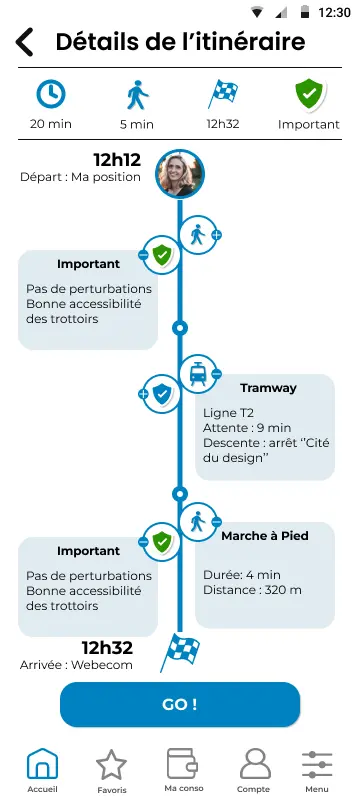 12:30
Détails de l’itinéraire
20 min
5 min
12h32
Important
12h12
Départ : Ma position
Important
Pas de perturbations
Bonne accessibilité
des trottoirs
Tramway
Ligne T2
Attente : 9 min
Descente : arrêt ‘’Cité
du design’’
Marche à Pied
Durée: 4 min
Distance : 320 m
Important
Pas de perturbations
Bonne accessibilité
des trottoirs
12h32
Arrivée : Webecom
GO !
Accueil
Favoris
Ma conso
Compte
Menu